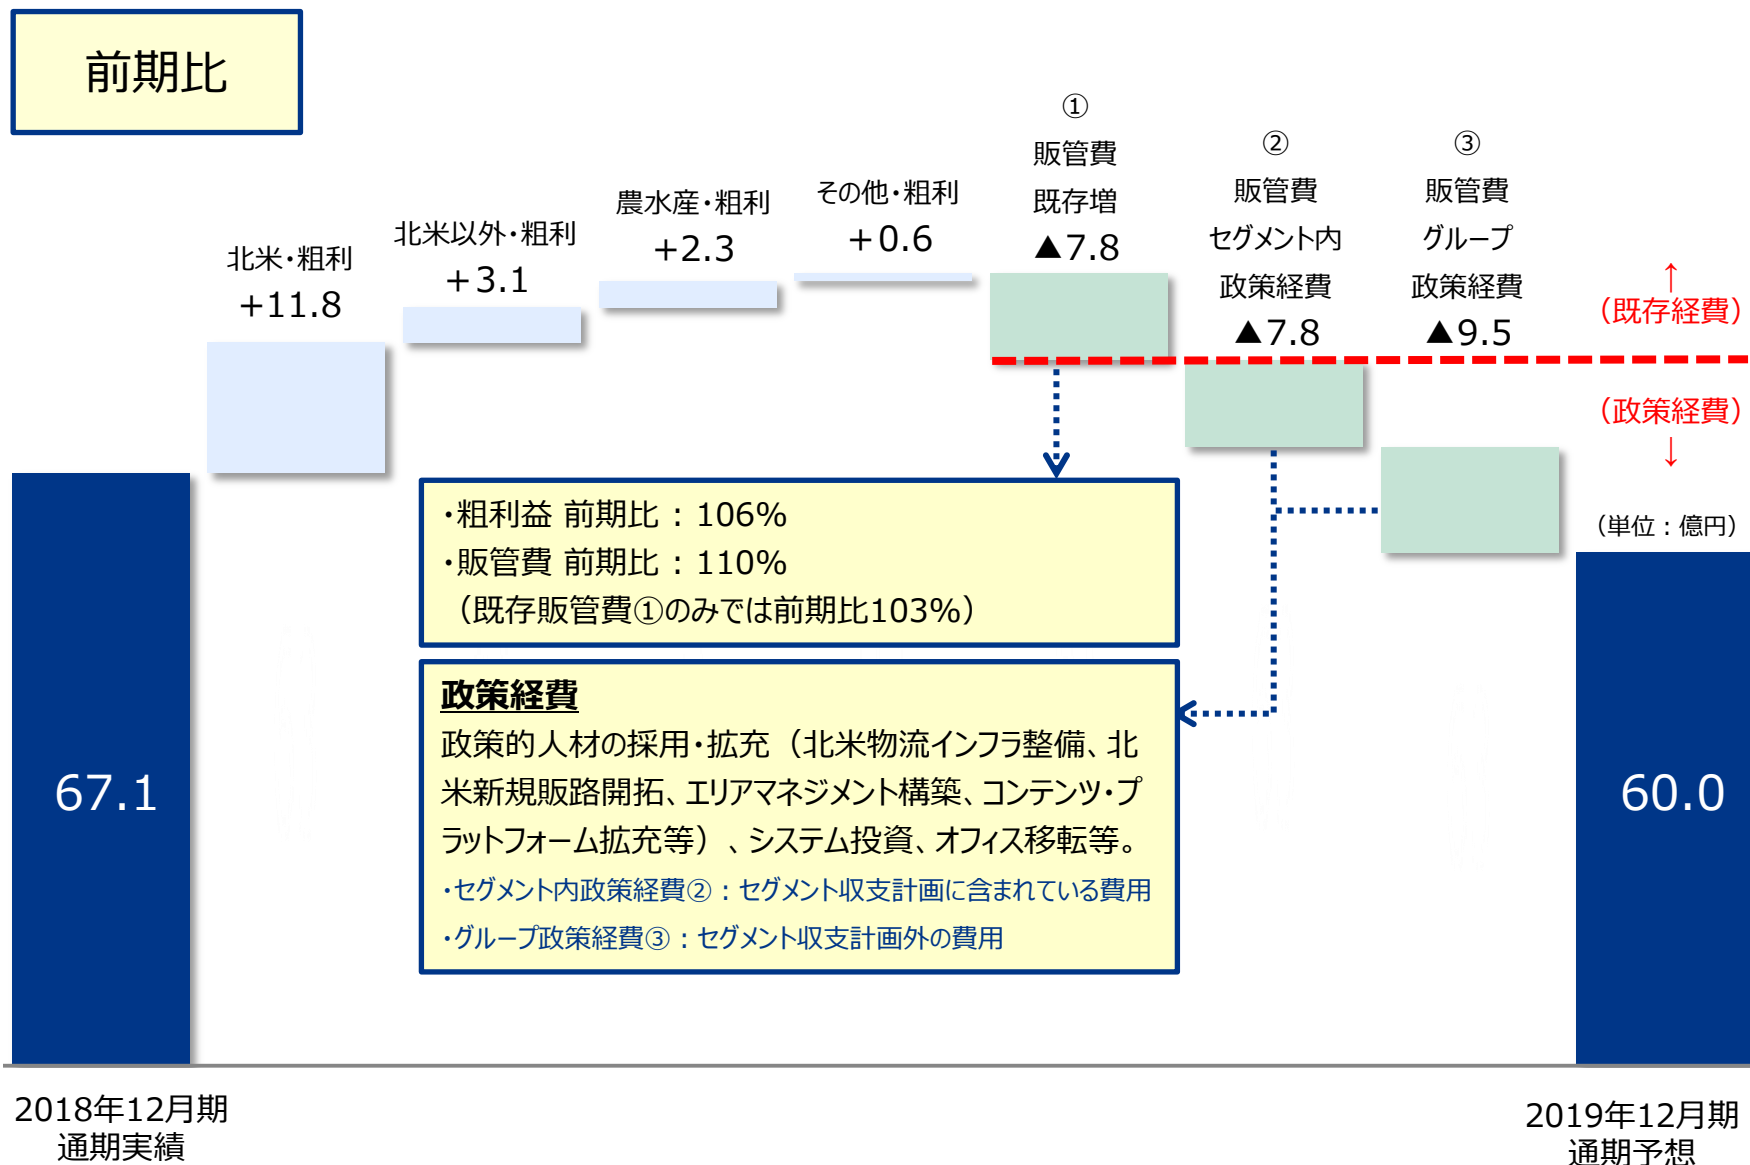 前期比
北米・粗利
+11.8
北米以外・粗利
+3.1
農水産・粗利
+2.3
その他・粗利
+0.6
①
販管費
既存増
▲7.8
②
販管費
セグメント内
政策経費
▲7.8
③
販管費
グループ
政策経費
▲9.5
↑
（既存経費）
（政策経費）
↓
（単位：億円）
・粗利益 前期比：106%
・販管費 前期比：110%
（既存販管費①のみでは前期比103%）
政策経費
政策的人材の採用・拡充（北米物流インフラ整備、北
米新規販路開拓、エリアマネジメント構築、コンテンツ・プ
ラットフォーム拡充等）、システム投資、オフィス移転等。
・セグメント内政策経費②：セグメント収支計画に含まれている費用
・グループ政策経費③：セグメント収支計画外の費用
67.1
60.0
2018年12月期
通期実績
2019年12月期
通期予想